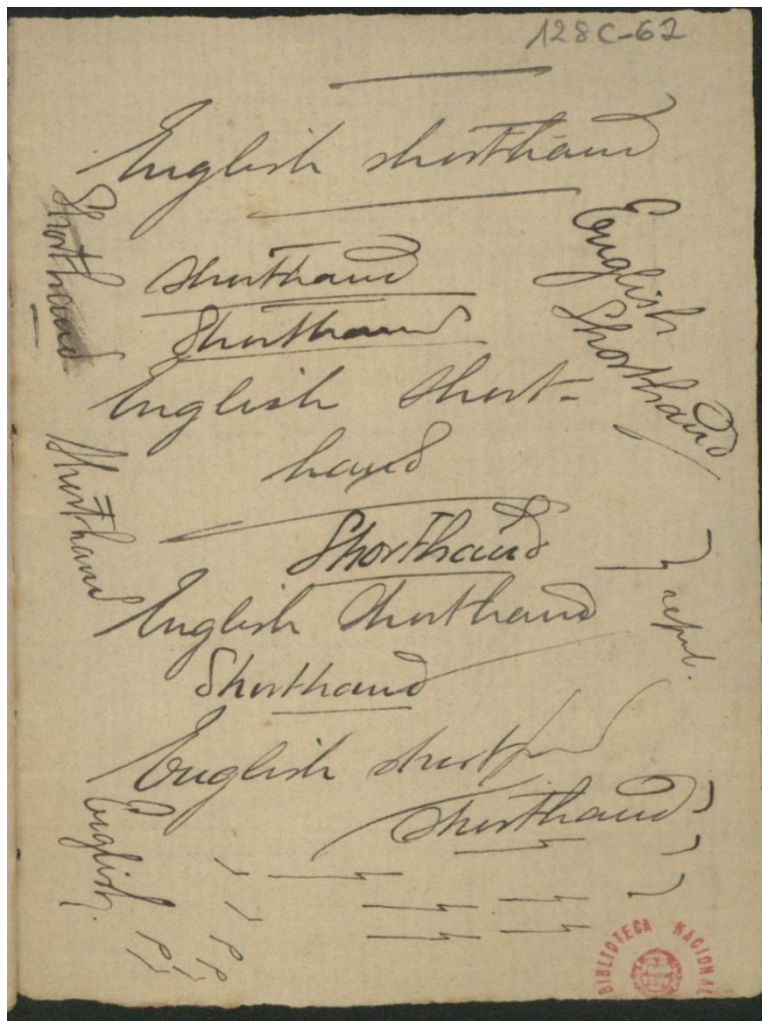 128C-62
English shorthand
Shorthand
English
Shorthand
shorthand
Shorthand
English short-
hand
Shorthand
Shorthand
English Shorthand
Shorthand
English short
Shorthand
English.
BIBLIOTECA NACIONAL